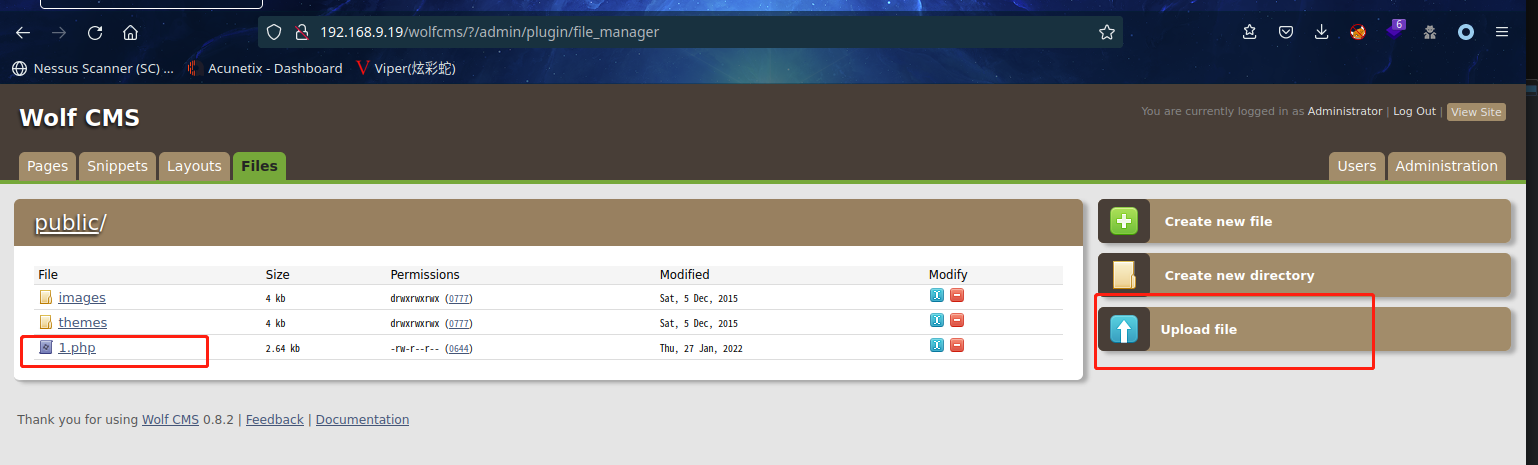 192.168.9.19/wolfcms/?/admin/plugin/file_manager
6
Nessus Scanner (SC) ... Acunetix - Dashboard Viper(炫彩蛇)
Wolf CMS
You are currently logged in as Administrator | Log Out | View Site
Pages Snippets Layouts Files Users Administration
public/
File Size Permissions Modified Modify
images 4 kb drwxrwxrwx (0777) Sat, 5 Dec, 2015
themes 4 kb drwxrwxrwx (0777) Sat, 5 Dec, 2015
1.php 2.64 kb -rw-r--r-- (0644) Thu, 27 Jan, 2022
Create new file
Create new directory
Upload file
Thank you for using Wolf CMS 0.8.2 | Feedback | Documentation